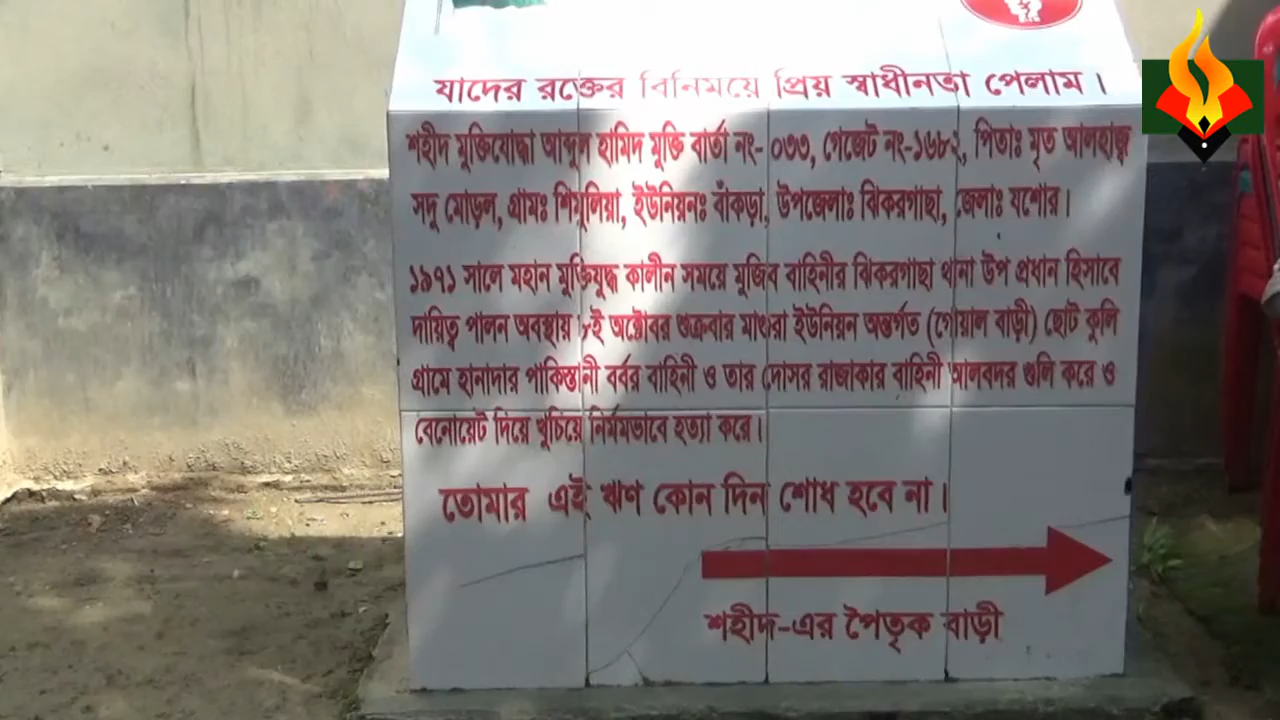 যাদের রক্তের বিনিময়ে প্রিয় স্বাধীনতা পেলাম।
শহীদ মুক্তিযোদ্ধা আব্দুল হামিদ মুক্তি বার্তা নং- ০৩৩, গেজেট নং-১৬৮২, পিতাঃ মৃত আলহাজ্ব
সদু মোড়ল, গ্রামঃ শিমুলিয়া, ইউনিয়নঃ বাঁকড়া, উপজেলাঃ ঝিকরগাছা, জেলাঃ যশোর।
১৯৭১ সালে মহান মুক্তিযুদ্ধ কালীন সময়ে মুজিব বাহিনীর ঝিকরগাছা থানা উপ প্রধান হিসাবে
দায়িত্ব পালন অবস্থায় ৮ই অক্টোবর শুক্রবার মাগুরা ইউনিয়ন অন্তর্গত (গোয়াল বাড়ী) ছোট কুলি
গ্রামে হানাদার পাকিস্তানী বর্বর বাহিনী ও তার দোসর রাজাকার বাহিনী আলবদর গুলি করে ও
বেনোয়েট দিয়ে খুচিয়ে নির্মমভাবে হত্যা করে।
তোমার এই ঋণ কোন দিন শোধ হবে না।
শহীদ-এর পৈতৃক বাড়ী